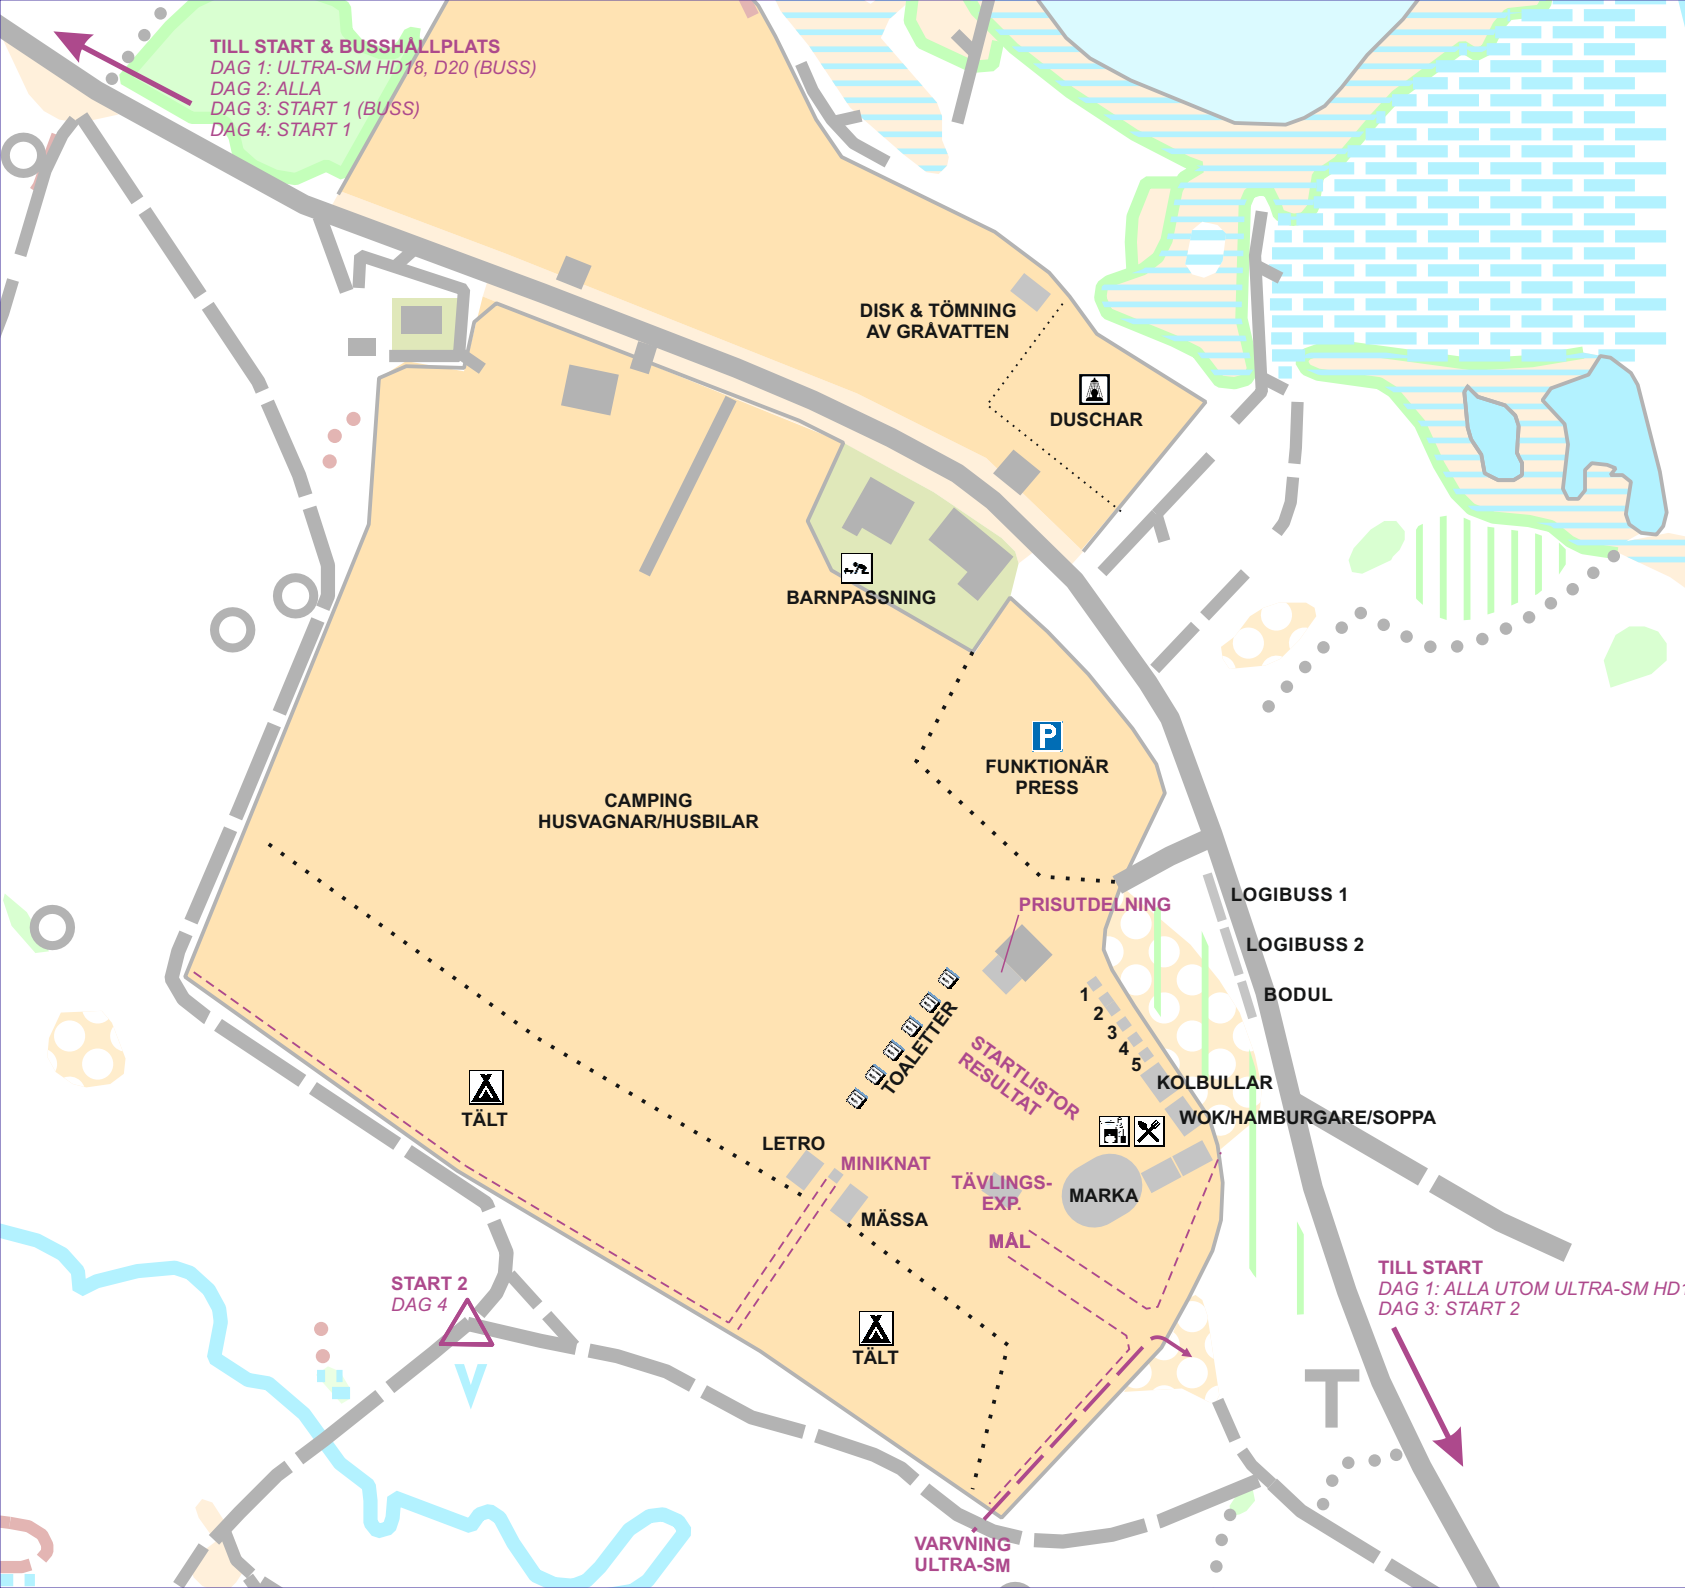 TILL START & BUSSHÅLLPLATS
DAG 1: ULTRA-SM HD18, D20 (BUSS)
DAG 2: ALLA
DAG 3: START 1 (BUSS)
DAG 4: START 1
DISK & TÖMNING
AV GRÅVATTEN
DUSCHAR
BARNPASSNING
P
FUNKTIONÄR
PRESS
CAMPING
HUSVAGNAR/HUSBILAR
LOGIBUSS 1
PRISUTDELNING
LOGIBUSS 2
BODUL
1
2
3
4
5
TOALETTER
STARTLISTOR
RESULTAT
KOLBULLAR
WOK/HAMBURGARE/SOPPA
TÄLT
LETRO
MINIKNAT
TÄVLINGS-
EXP.
MARKA
MÄSSA
MÅL
START 2
DAG 4
TILL START
DAG 1: ALLA UTOM ULTRA-SM HD1
DAG 3: START 2
TÄLT
VARVNING
ULTRA-SM